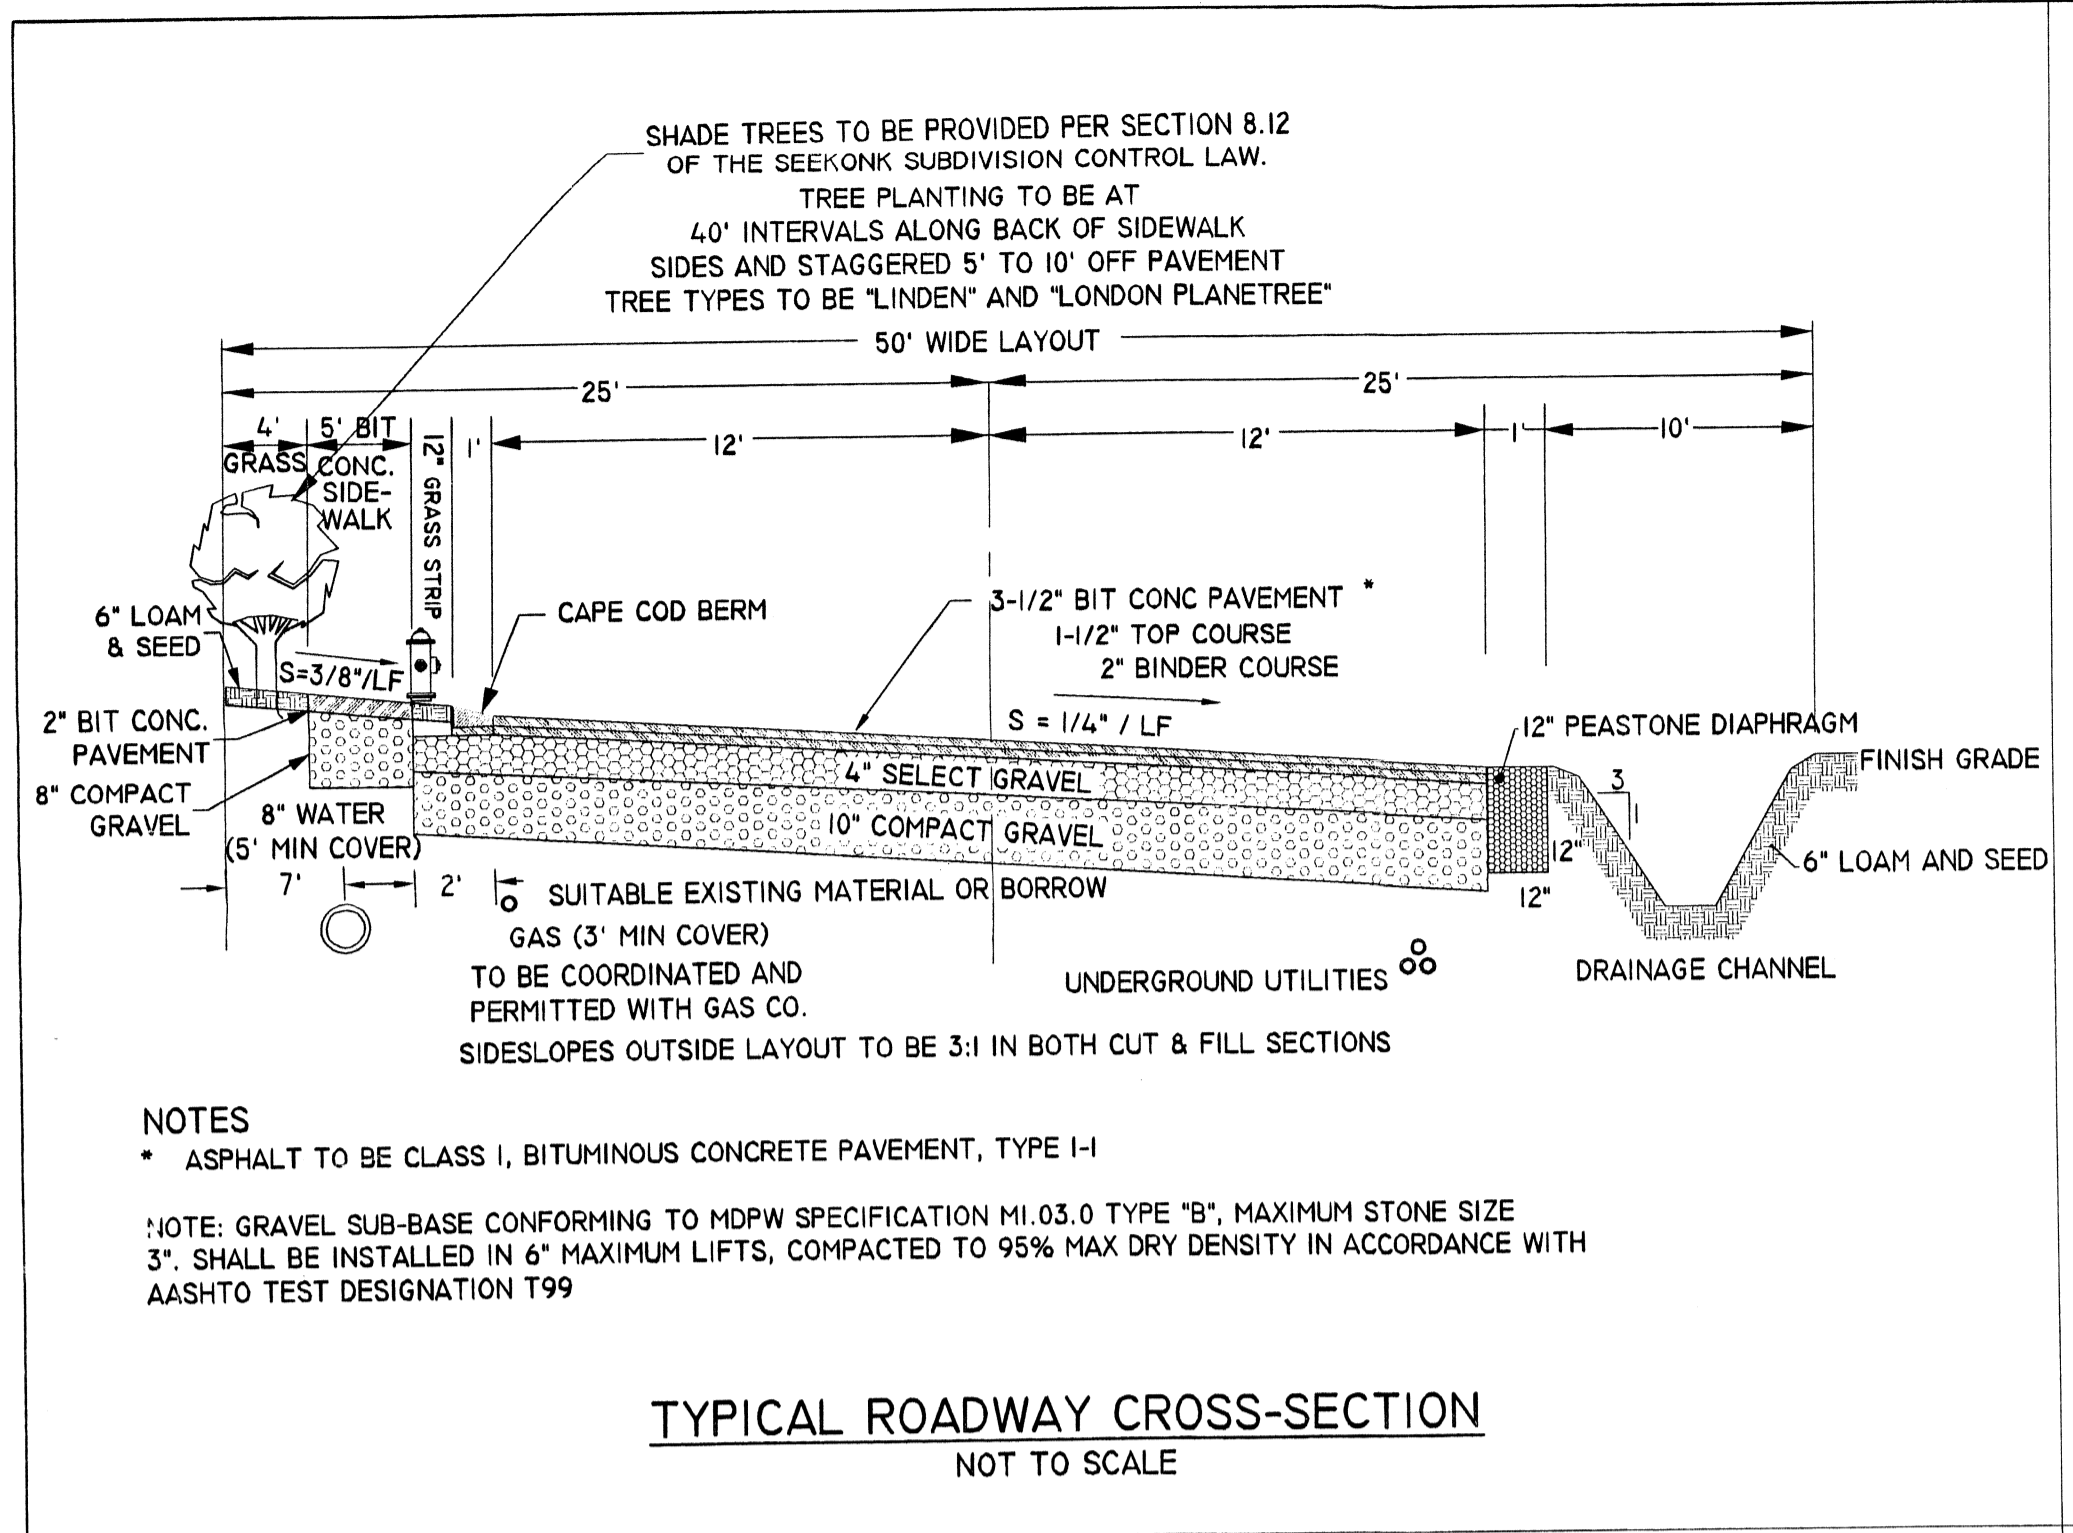 SHADE TREES TO BE PROVIDED PER SECTION 8.12
OF THE SEEKONK SUBDIVISION CONTROL LAW.
TREE PLANTING TO BE AT
40' INTERVALS ALONG BACK OF SIDEWALK
SIDES AND STAGGERED 5' TO 10' OFF PAVEMENT
TREE TYPES TO BE "LINDEN" AND "LONDON PLANETREE"
50' WIDE LAYOUT
25'
25'
4'
GRASS
5' BIT
CONC.
SIDE-
WALK
12" GRASS STRIP
1'
12'
12'
1'
10'
6" LOAM
& SEED
S=3/8"/LF
CAPE COD BERM
3-1/2" BIT CONC PAVEMENT *
1-1/2" TOP COURSE
2" BINDER COURSE
S = 1/4" / LF
2" BIT CONC.
PAVEMENT
8" COMPACT
GRAVEL
12" PEASTONE DIAPHRAGM
FINISH GRADE
3
1
4" SELECT GRAVEL
10" COMPACT GRAVEL
8" WATER
(5' MIN COVER)
7'
2'
12"
12"
6" LOAM AND SEED
SUITABLE EXISTING MATERIAL OR BORROW
GAS (3' MIN COVER)
TO BE COORDINATED AND
PERMITTED WITH GAS CO.
UNDERGROUND UTILITIES
DRAINAGE CHANNEL
SIDESLOPES OUTSIDE LAYOUT TO BE 3:1 IN BOTH CUT & FILL SECTIONS
NOTES
* ASPHALT TO BE CLASS I, BITUMINOUS CONCRETE PAVEMENT, TYPE I-1
NOTE: GRAVEL SUB-BASE CONFORMING TO MDPW SPECIFICATION M1.03.0 TYPE "B", MAXIMUM STONE SIZE
3". SHALL BE INSTALLED IN 6" MAXIMUM LIFTS, COMPACTED TO 95% MAX DRY DENSITY IN ACCORDANCE WITH
AASHTO TEST DESIGNATION T99
TYPICAL ROADWAY CROSS-SECTION
NOT TO SCALE